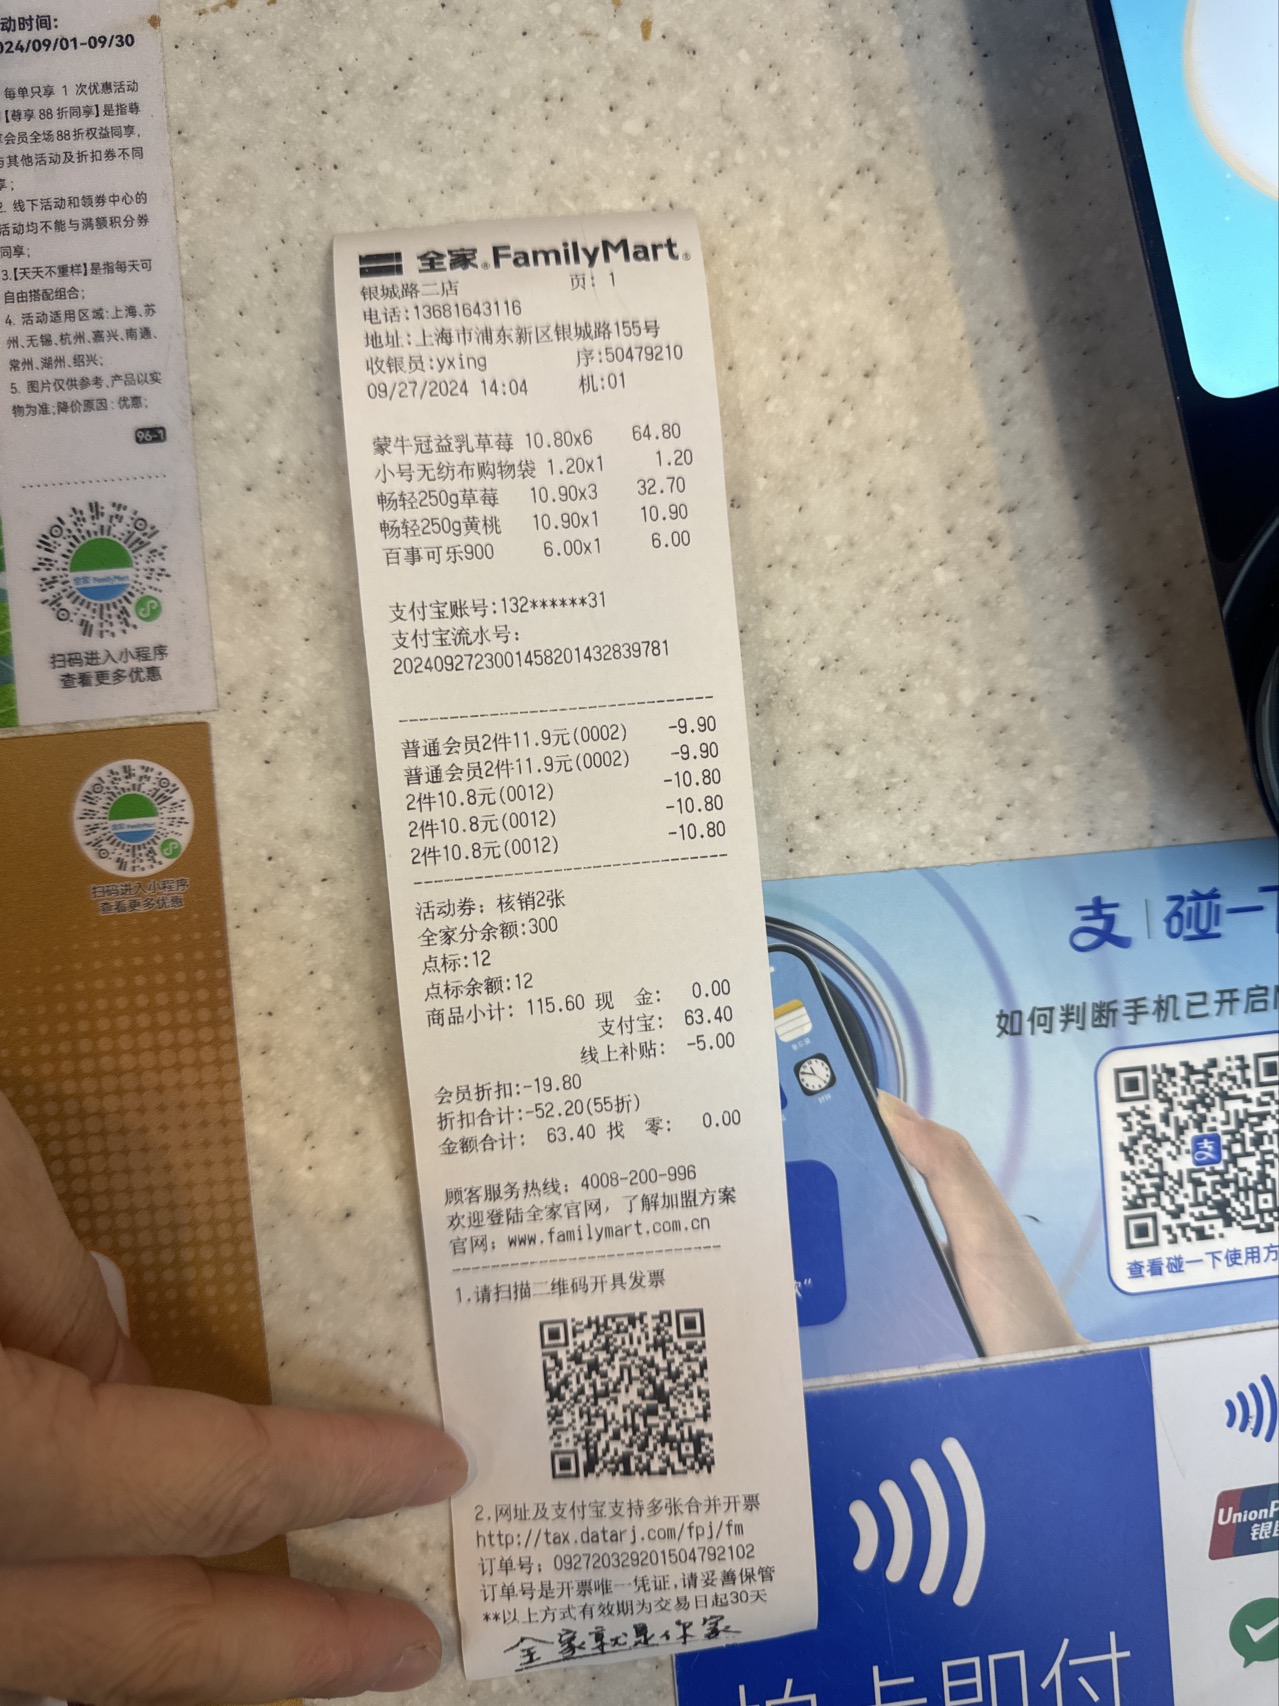 动时间:
024/09/01-09/30
每单只享 1 次优惠活动
【尊享 88 折同享】是指尊
会员全场 88 折权益同享,
与其他活动及折扣券不同
享;
2. 线下活动和领券中心的
活动均不能与满额积分券
同享;
3.【天天不重样】是指每天可
自由搭配组合;
4. 活动适用区域:上海、苏
州、无锡、杭州、嘉兴、南通、
常州、湖州、绍兴;
5. 图片仅供参考,产品以实
物为准;降价原因:优惠;
96-1
全家 FamilyMart
扫码进入小程序
查看更多优惠
全家 FamilyMart
扫码进入小程序
查看更多优惠
全家®FamilyMart®
银城路二店 页: 1
电话:13681643116
地址:上海市浦东新区银城路155号
收银员:yxing 序:50479210
09/27/2024 14:04 机:01
蒙牛冠益乳草莓 10.80x6 64.80
小号无纺布购物袋 1.20x1 1.20
畅轻250g草莓 10.90x3 32.70
畅轻250g黄桃 10.90x1 10.90
百事可乐900 6.00x1 6.00
支付宝账号:132******31
支付宝流水号:
2024092723001458201432839781
普通会员2件11.9元(0002) -9.90
普通会员2件11.9元(0002) -9.90
2件10.8元(0012) -10.80
2件10.8元(0012) -10.80
2件10.8元(0012) -10.80
活动券: 核销2张
全家分余额:300
点标:12
点标余额:12
商品小计: 115.60 现 金: 0.00
支付宝: 63.40
线上补贴: -5.00
会员折扣:-19.80
折扣合计:-52.20(55折)
金额合计: 63.40 找 零: 0.00
顾客服务热线: 4008-200-996
欢迎登陆全家官网, 了解加盟方案
官网: www.familymart.com.cn
1.请扫描二维码开具发票
2.网址及支付宝支持多张合并开票
http://tax.datarj.com/fpj/fm
订单号: 092720329201504792102
订单号是开票唯一凭证,请妥善保管
**以上方式有效期为交易日起30天
全家就是你家
支 | 碰一下
如何判断手机已开启
支
查看碰一下使用方
UnionP
银
拍卡即付